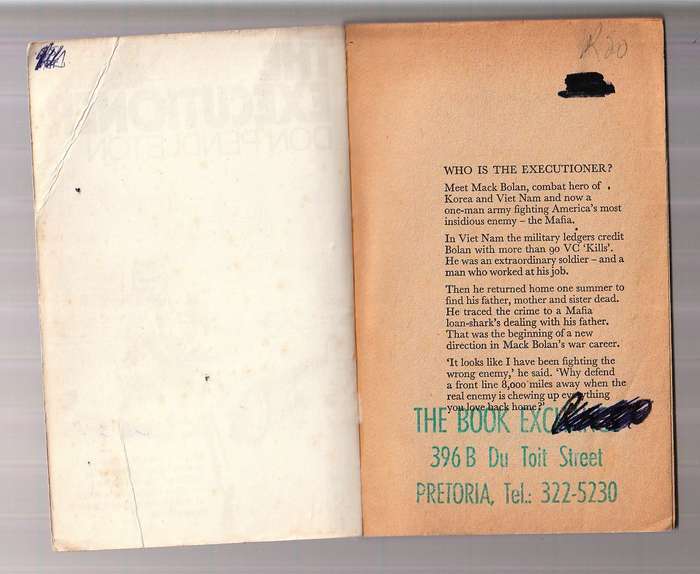 THE
EXECUTIONER
DON PENDLETON
R20
WHO IS THE EXECUTIONER?
Meet Mack Bolan, combat hero of
Korea and Viet Nam and now a
one-man army fighting America's most
insidious enemy – the Mafia.
In Viet Nam the military ledgers credit
Bolan with more than 90 VC 'Kills'.
He was an extraordinary soldier – and a
man who worked at his job.
Then he returned home one summer to
find his father, mother and sister dead.
He traced the crime to a Mafia
loan-shark's dealing with his father.
That was the beginning of a new
direction in Mack Bolan's war career.
'It looks like I have been fighting the
wrong enemy,' he said. 'Why defend
a front line 8,000 miles away when the
real enemy is chewing up everything
you love back home?'
THE BOOK
396 B Du Toit Street
PRETORIA, Tel.: 322-5230